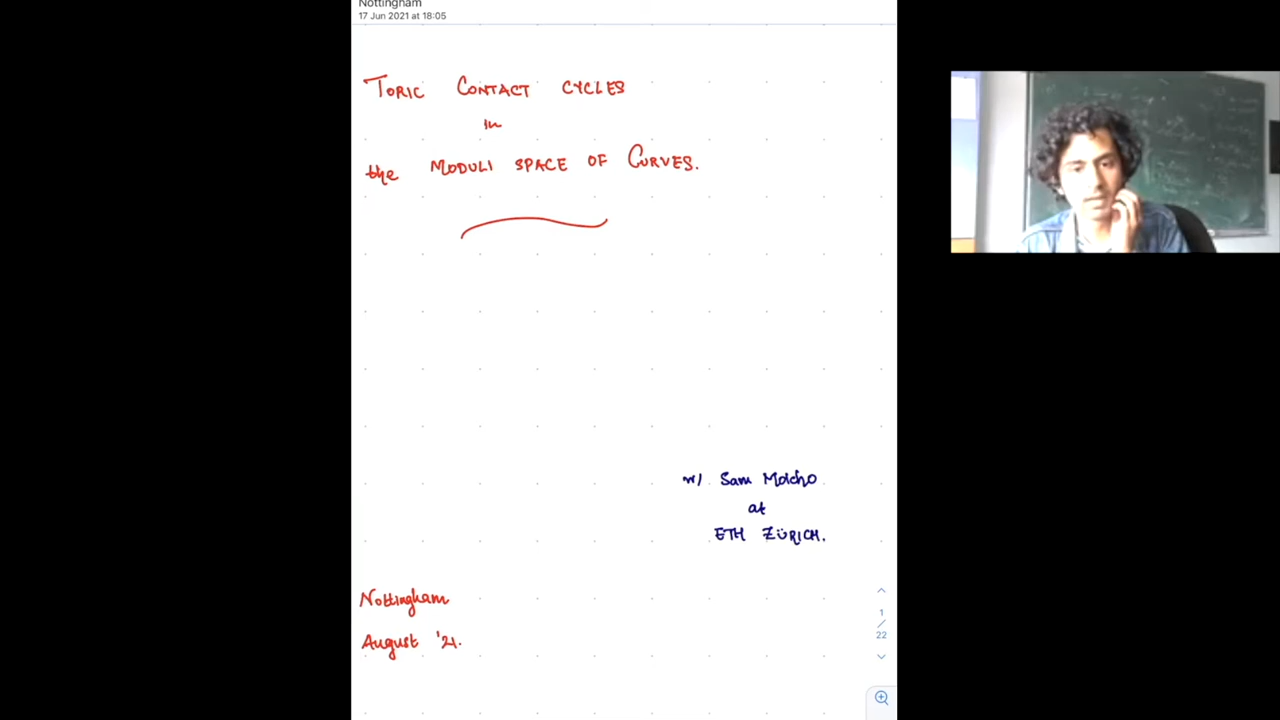 Nottingham
17 Jun 2021 at 18:05
TORIC CONTACT CYCLES
in
the MODULI SPACE OF CURVES.
w/ Sam Molcho
at
ETH ZÜRICH.
Nottingham
August '21.
1
/
22